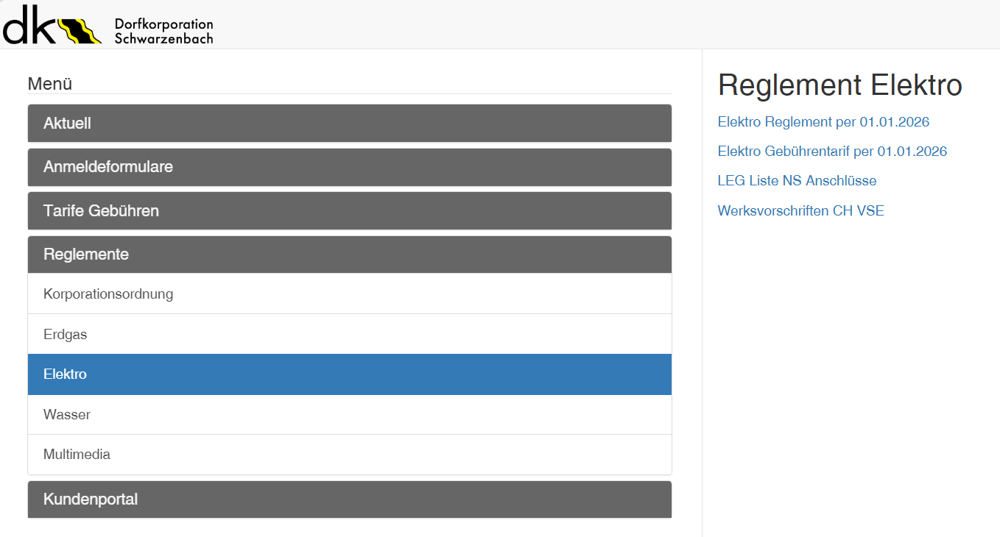 dk
Dorfkorporation
Schwarzenbach
Menü
Aktuell
Anmeldeformulare
Tarife Gebühren
Reglemente
Korporationsordnung
Erdgas
Elektro
Wasser
Multimedia
Kundenportal
Reglement Elektro
Elektro Reglement per 01.01.2026
Elektro Gebührentarif per 01.01.2026
LEG Liste NS Anschlüsse
Werksvorschriften CH VSE